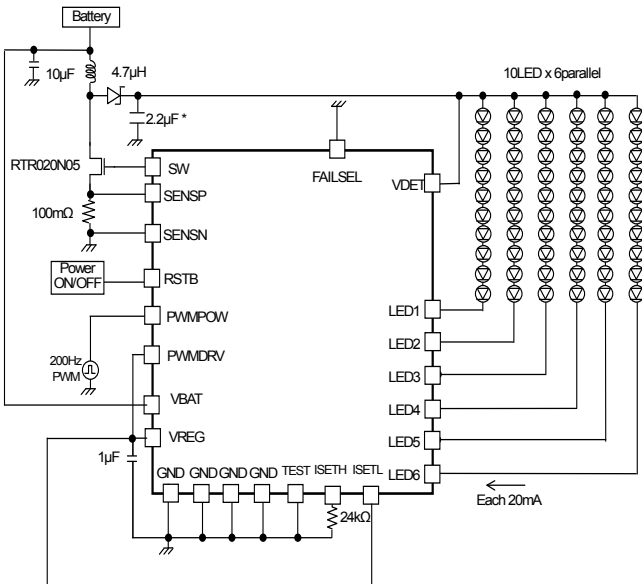 Battery
10μF
4.7μH
2.2μF *
10LED x 6parallel
RTR020N05
100mΩ
Power
ON/OFF
200Hz
PWM
1μF
SW
SENSP
SENSN
RSTB
PWMPOW
PWMDRV
VBAT
VREG
FAILSEL
VDET
LED1
LED2
LED3
LED4
LED5
LED6
GND GND GND GND TEST ISETH ISETL
24kΩ
Each 20mA